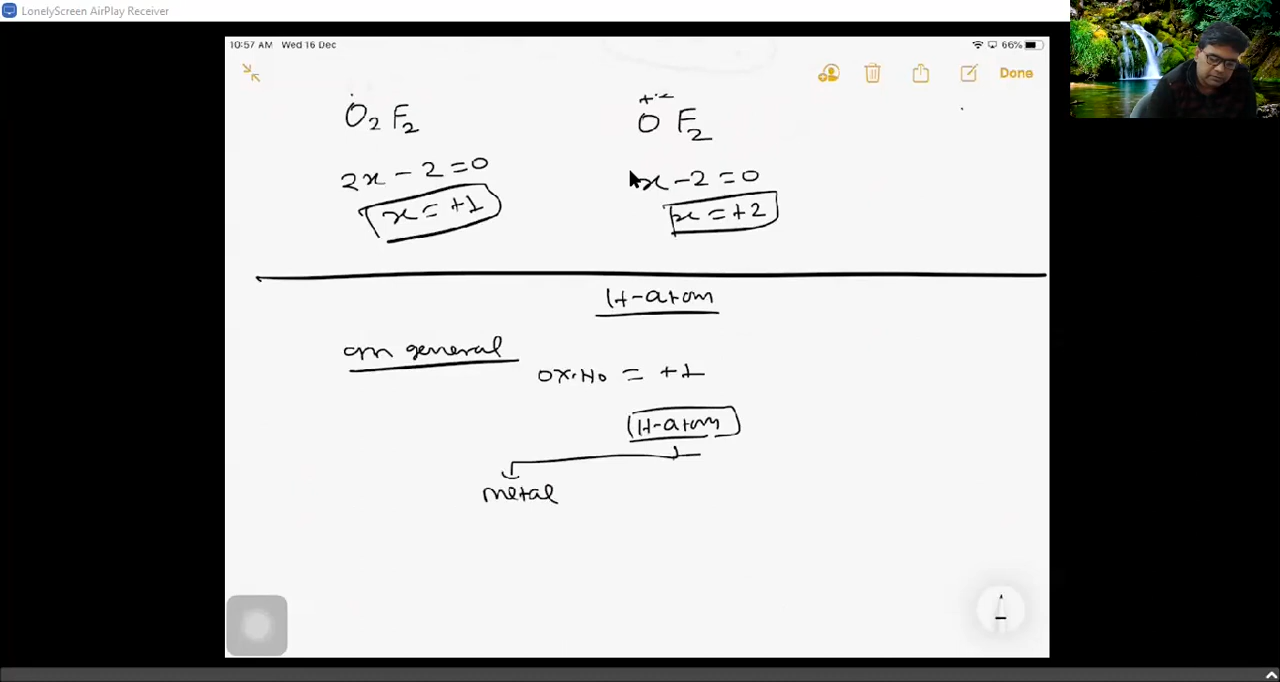 LonelyScreen AirPlay Receiver
10:57 AM Wed 16 Dec
66%
Done
O₂ F₂
+2
O F₂
2x - 2 = 0
x - 2 = 0
x = +1
x = +2
H-atom
general
OX.No = +1
H-atom
metal